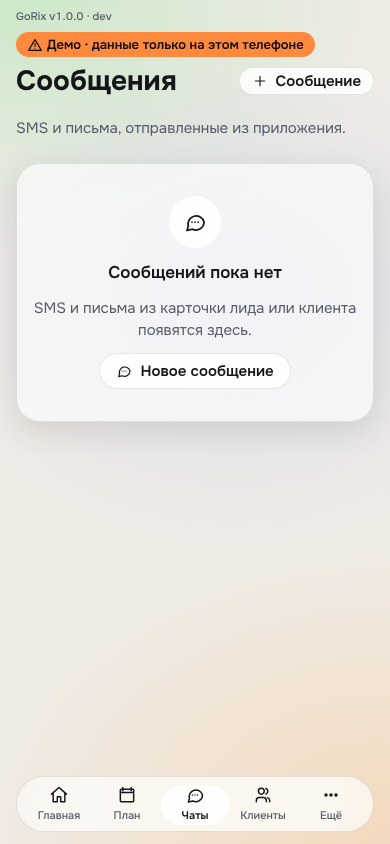 GoRix v1.0.0 · dev
Демо · данные только на этом телефоне
Сообщения
Сообщение
SMS и письма, отправленные из приложения.
Сообщений пока нет
SMS и письма из карточки лида или клиента
появятся здесь.
Новое сообщение
Главная
План
Чаты
Клиенты
Ещё